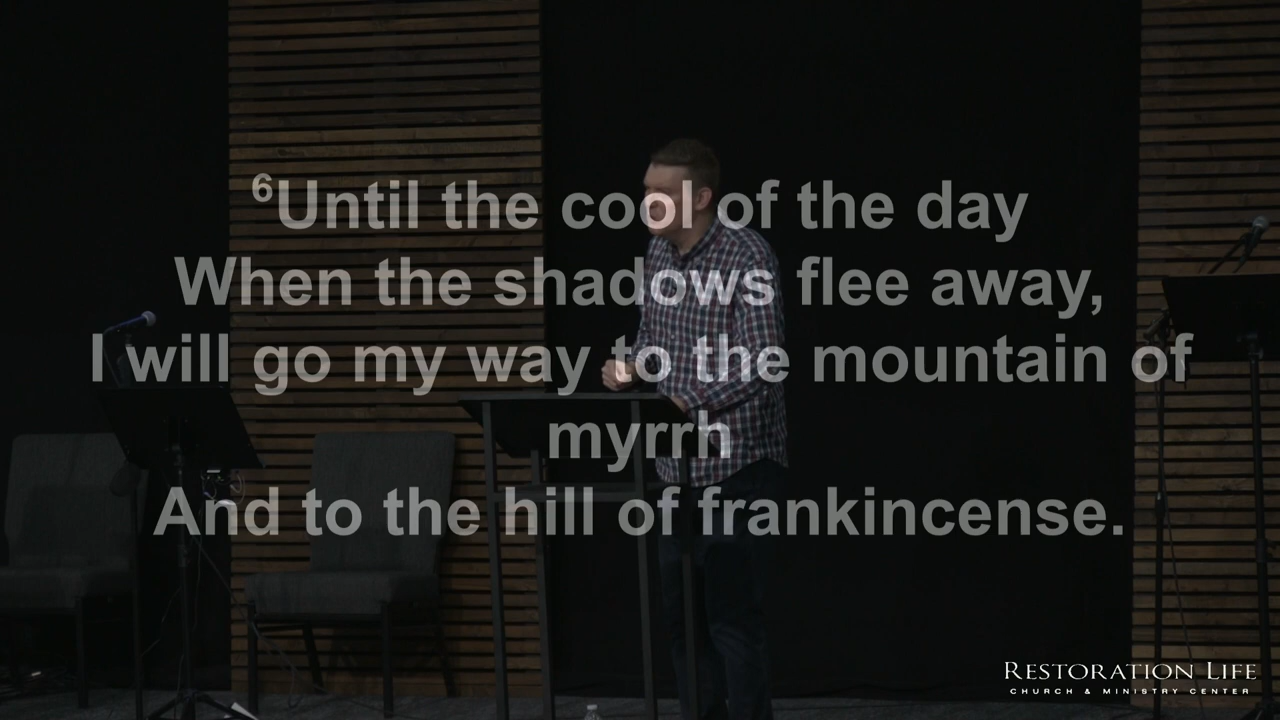 ⁶Until the cool of the day
When the shadows flee away,
I will go my way to the mountain of
myrrh
And to the hill of frankincense.
RESTORATION LIFE
CHURCH & MINISTRY CENTER